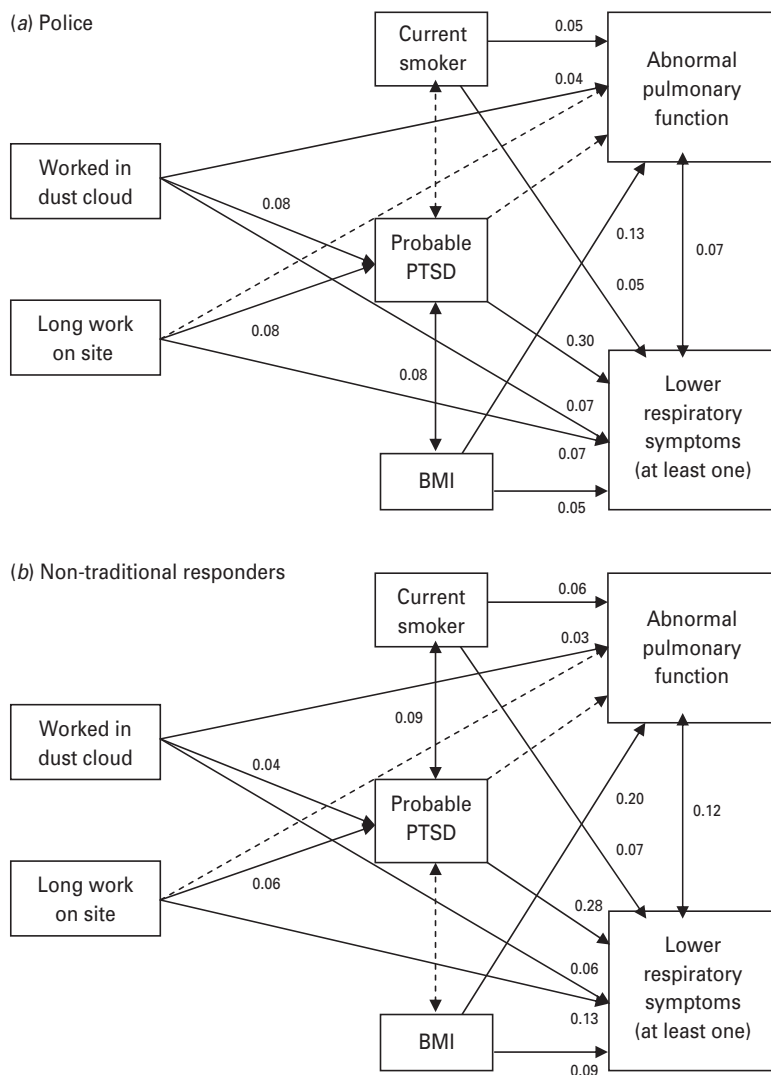 (a) Police
Current
smoker
0.05
Abnormal
pulmonary
function
0.04
Worked in
dust cloud
0.08
Probable
PTSD
0.13
0.07
0.05
Long work
on site
0.08
0.30
0.08
Lower
respiratory
symptoms
(at least one)
0.07
0.07
BMI
0.05
(b) Non-traditional responders
Current
smoker
0.06
Abnormal
pulmonary
function
0.03
0.09
Worked in
dust cloud
0.04
Probable
PTSD
0.20
0.12
0.07
Long work
on site
0.06
0.28
Lower
respiratory
symptoms
(at least one)
0.06
0.13
BMI
0.09